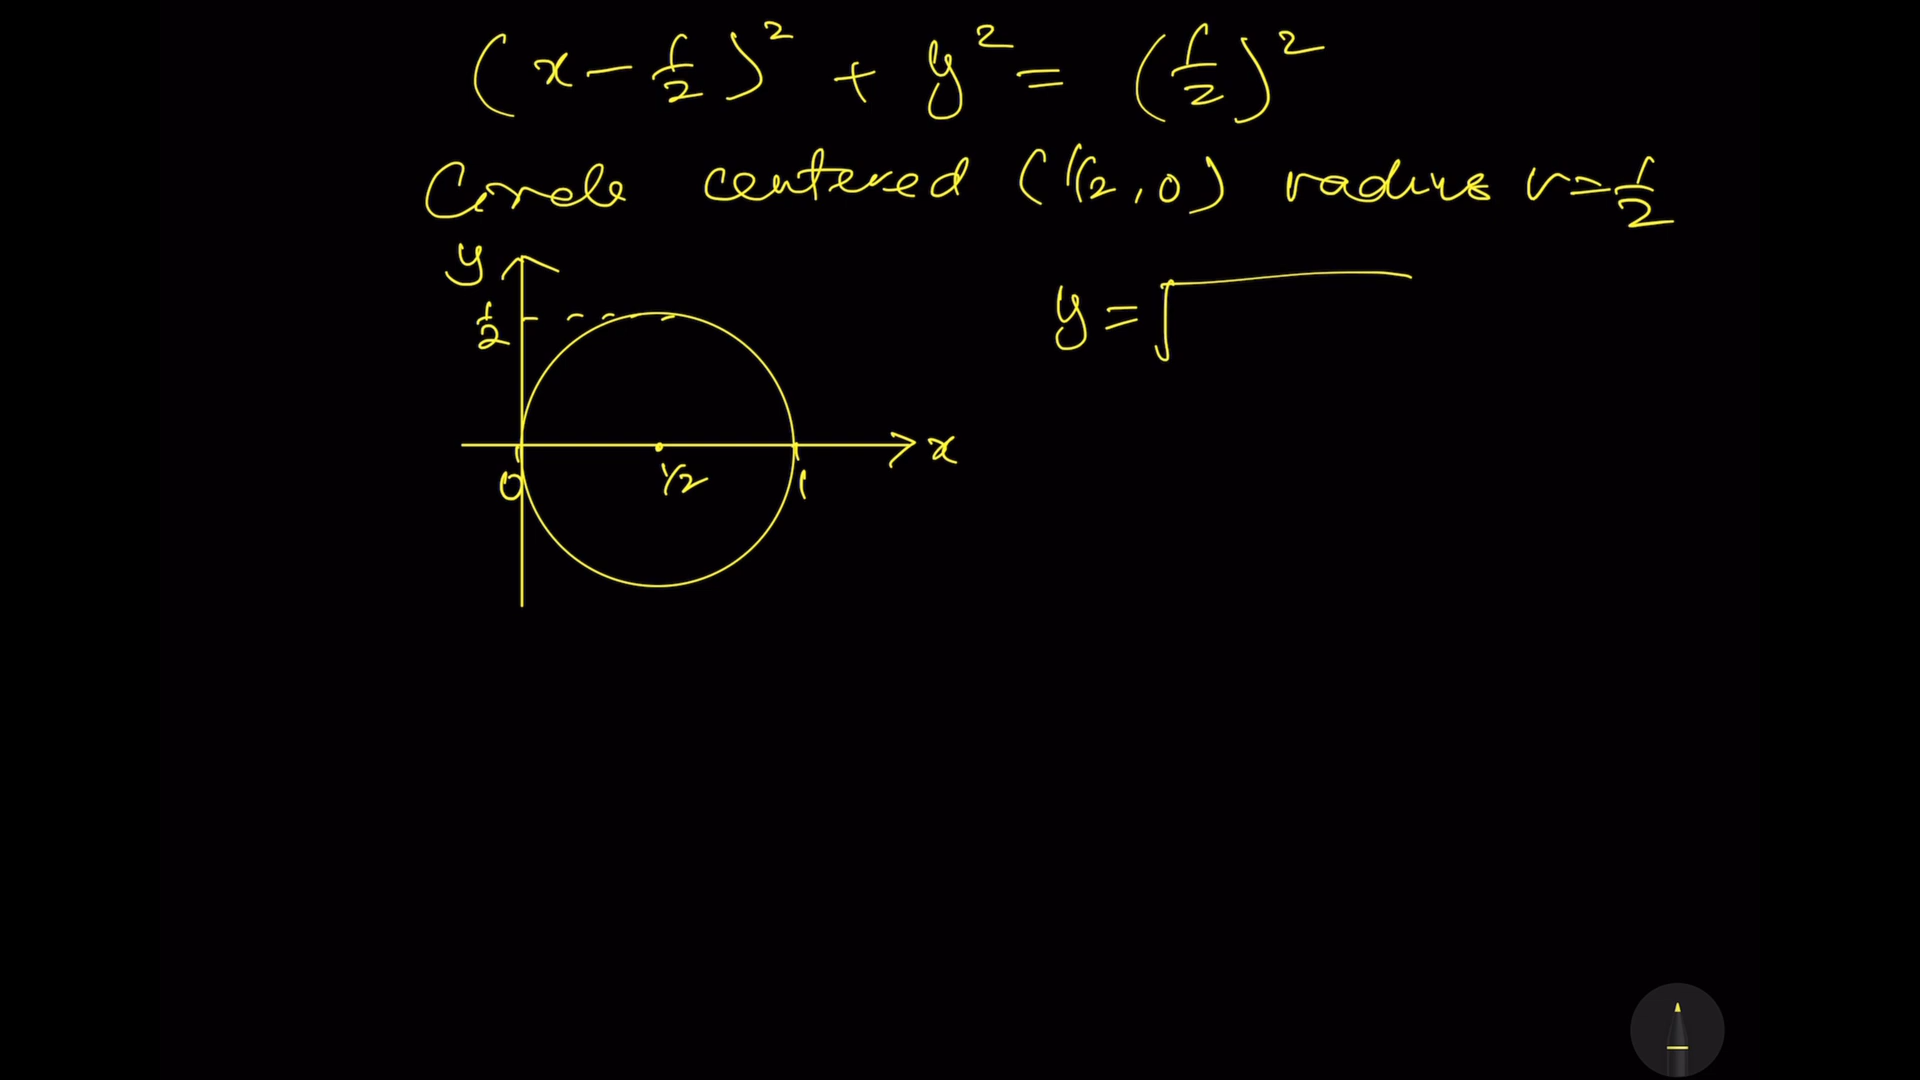 (x - 1/2)² + y² = (1/2)²
Circle centered (1/2, 0) radius r = 1/2
y
1/2
y = √
x
0
1/2
1